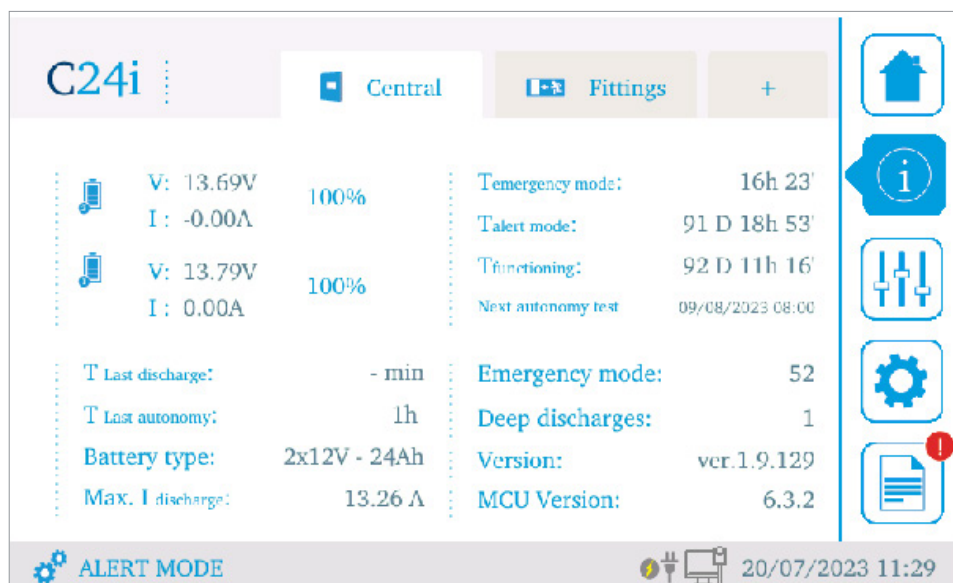 C24i
Central
Fittings
+
V: 13.69V
I : -0.00A
100%
V: 13.79V
I : 0.00A
100%
Temergency mode: 16h 23'
Talert mode: 91 D 18h 53'
Tfunctioning: 92 D 11h 16'
Next autonomy test 09/08/2023 08:00
T Last discharge: - min
T Last autonomy: 1h
Battery type: 2x12V - 24Ah
Max. I discharge: 13.26 A
Emergency mode: 52
Deep discharges: 1
Version: ver.1.9.129
MCU Version: 6.3.2
i
!
ALERT MODE
20/07/2023 11:29